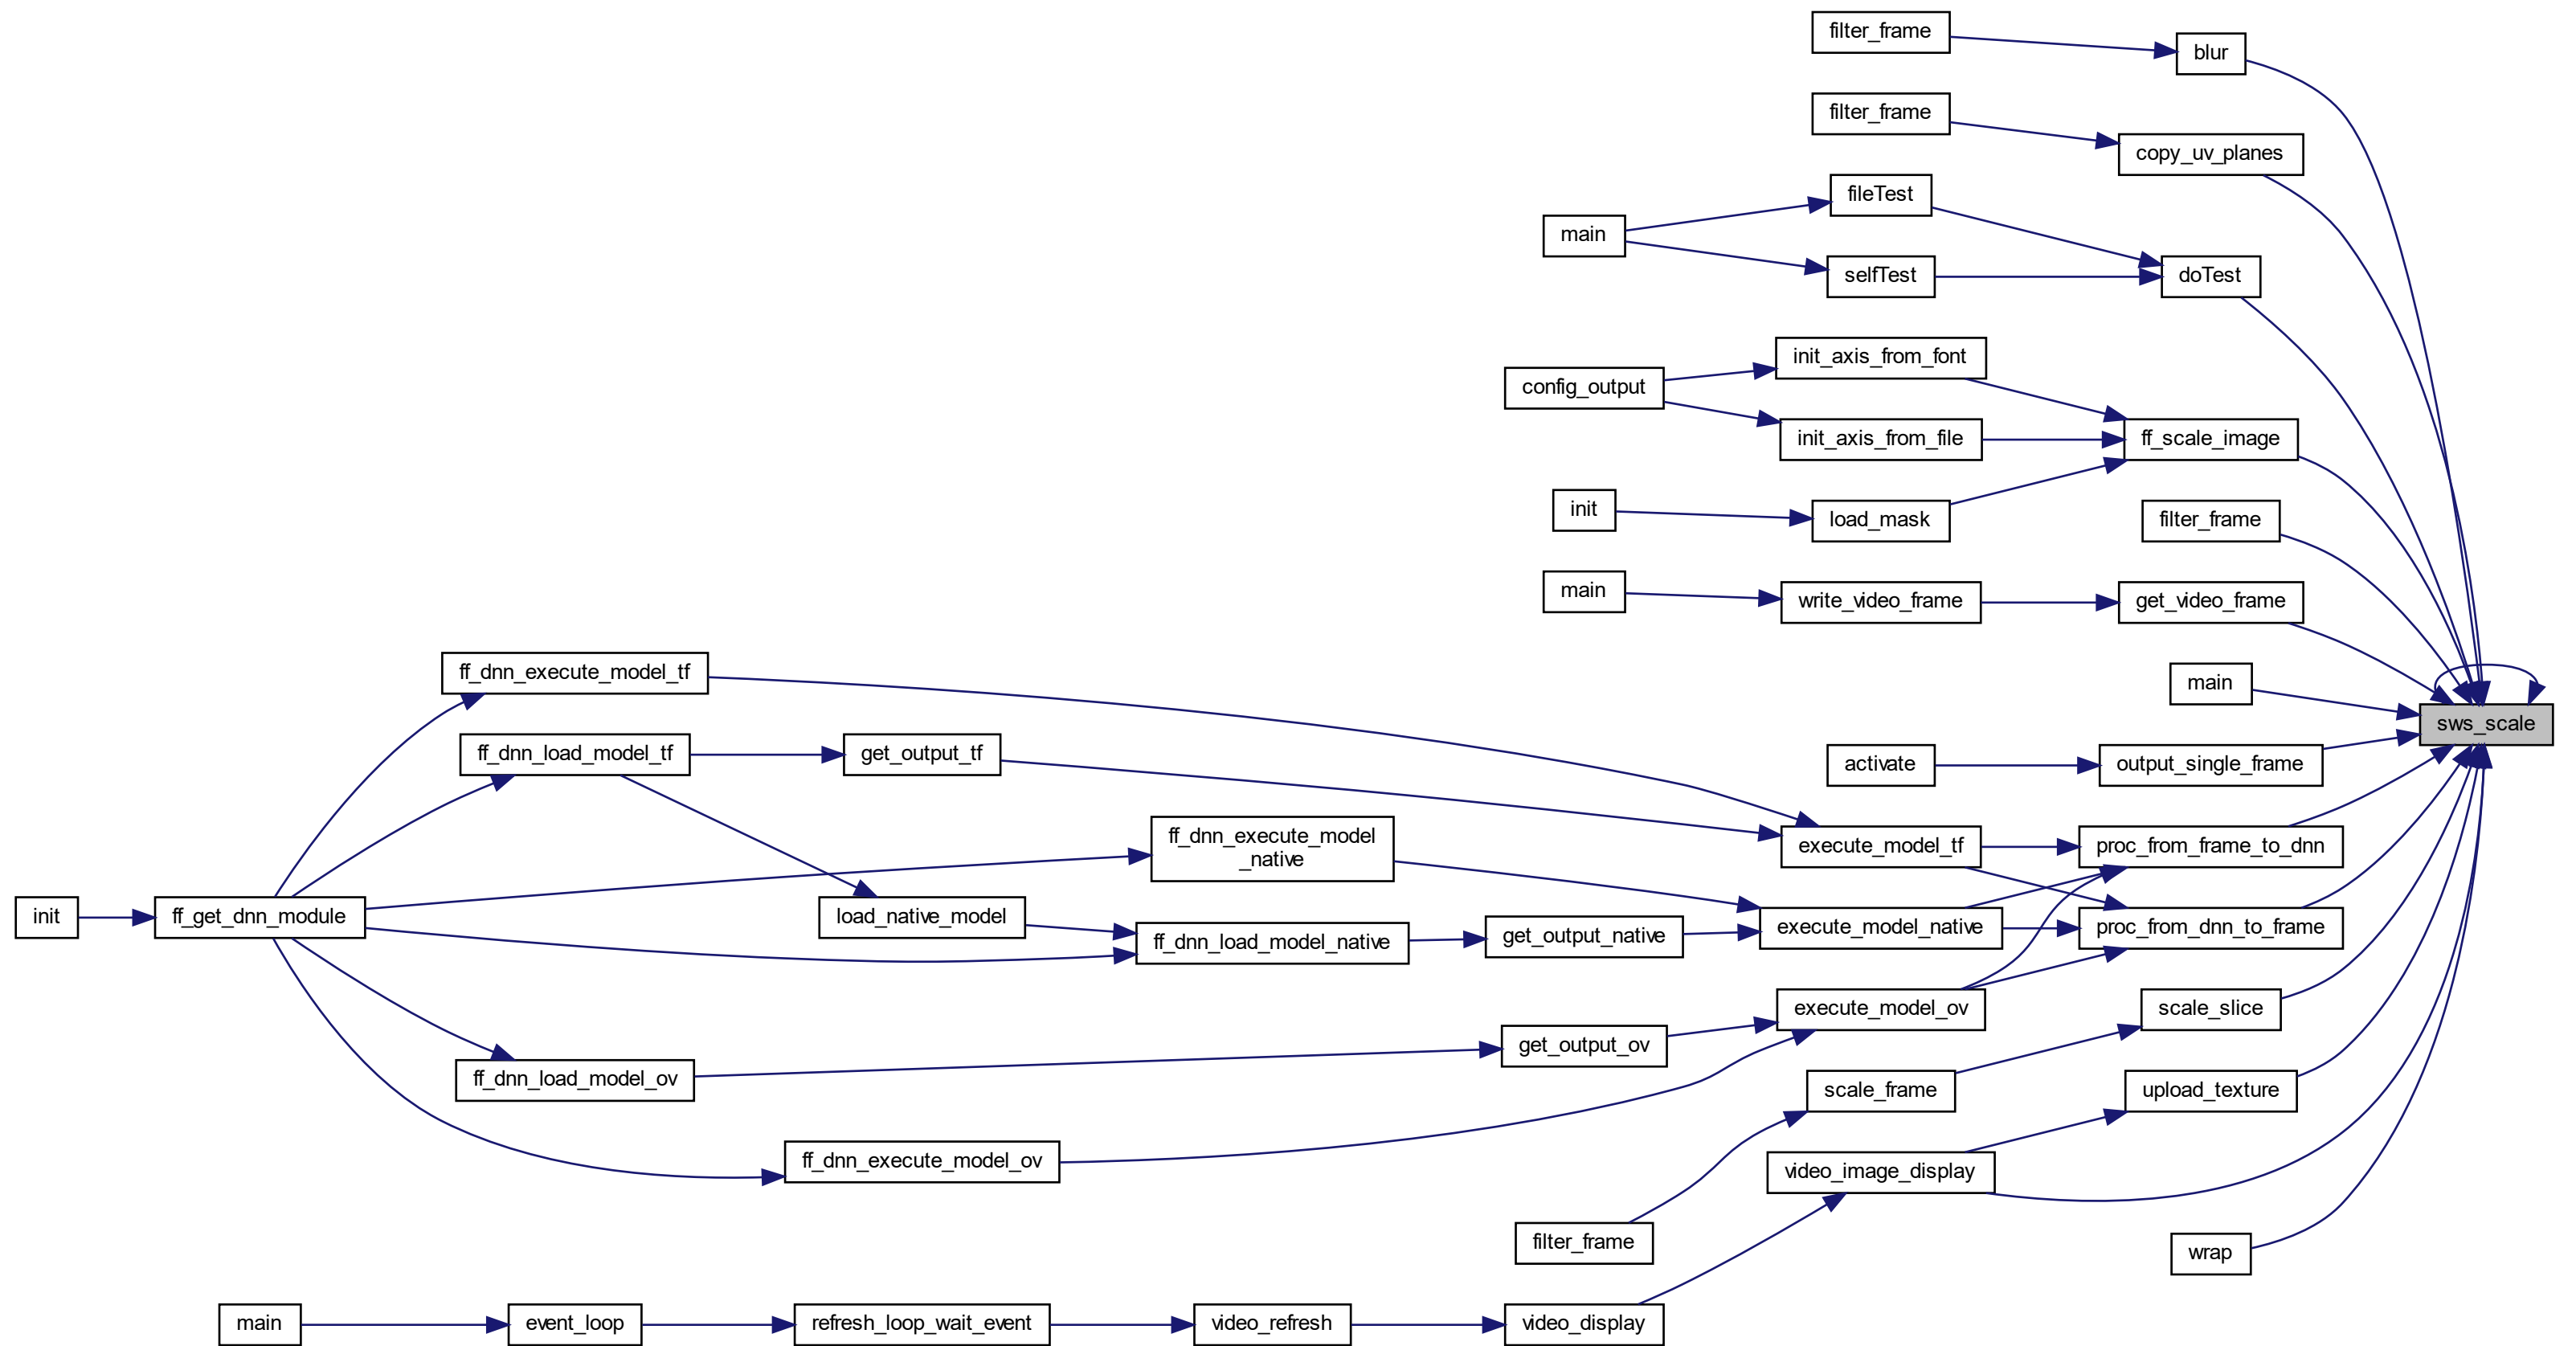 filter_frame
blur
filter_frame
copy_uv_planes
fileTest
main
selfTest
doTest
init_axis_from_font
config_output
init_axis_from_file
ff_scale_image
init
load_mask
filter_frame
main
write_video_frame
get_video_frame
ff_dnn_execute_model_tf
main
sws_scale
ff_dnn_load_model_tf
get_output_tf
activate
output_single_frame
ff_dnn_execute_model
_native
execute_model_tf
proc_from_frame_to_dnn
init
ff_get_dnn_module
load_native_model
ff_dnn_load_model_native
get_output_native
execute_model_native
proc_from_dnn_to_frame
execute_model_ov
scale_slice
get_output_ov
ff_dnn_load_model_ov
scale_frame
upload_texture
ff_dnn_execute_model_ov
video_image_display
filter_frame
wrap
main
event_loop
refresh_loop_wait_event
video_refresh
video_display